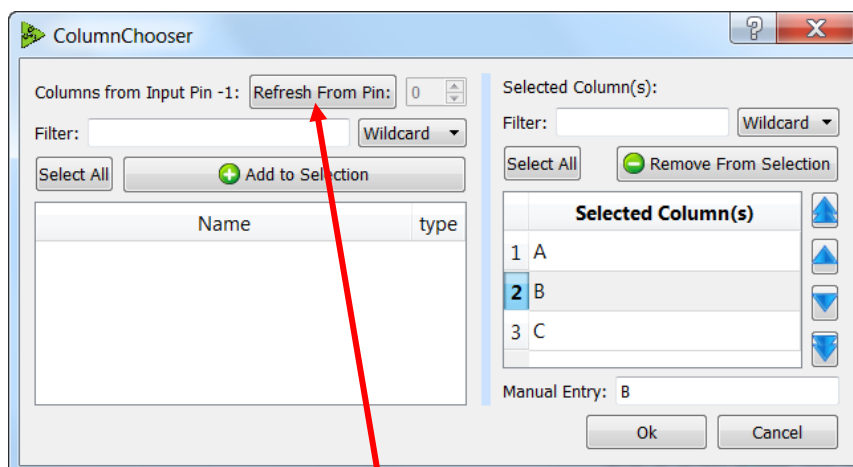 ColumnChooser
Columns from Input Pin -1: Refresh From Pin: 0
Filter: Wildcard
Select All Add to Selection
Name type
Selected Column(s):
Filter: Wildcard
Select All Remove From Selection
Selected Column(s)
1 A
2 B
3 C
Manual Entry: B
Ok Cancel